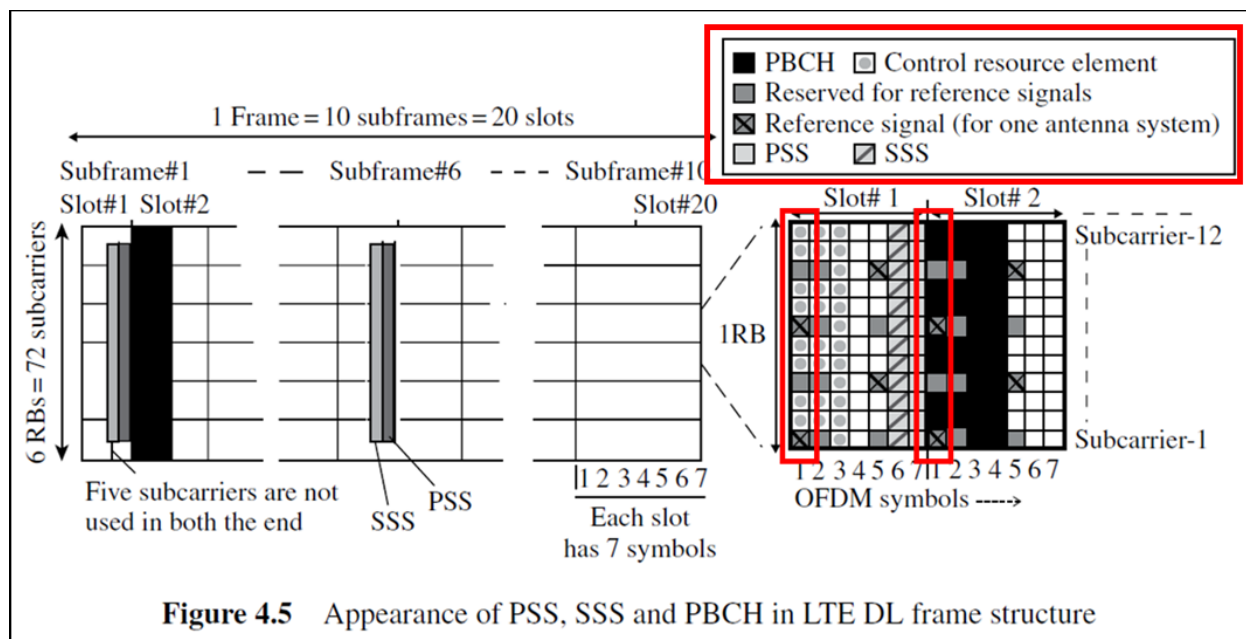 PBCH Control resource element
Reserved for reference signals
Reference signal (for one antenna system)
PSS SSS
1 Frame = 10 subframes = 20 slots
Subframe#1 Subframe#6 Subframe#10
Slot#1 Slot#2 Slot#20
6 RBs = 72 subcarriers
Five subcarriers are not
used in both the end
SSS
PSS
1 2 3 4 5 6 7
Each slot
has 7 symbols
Slot# 1 Slot# 2
Subcarrier-12
1RB
Subcarrier-1
1 2 3 4 5 6 7 1 2 3 4 5 6 7
OFDM symbols
Figure 4.5 Appearance of PSS, SSS and PBCH in LTE DL frame structure